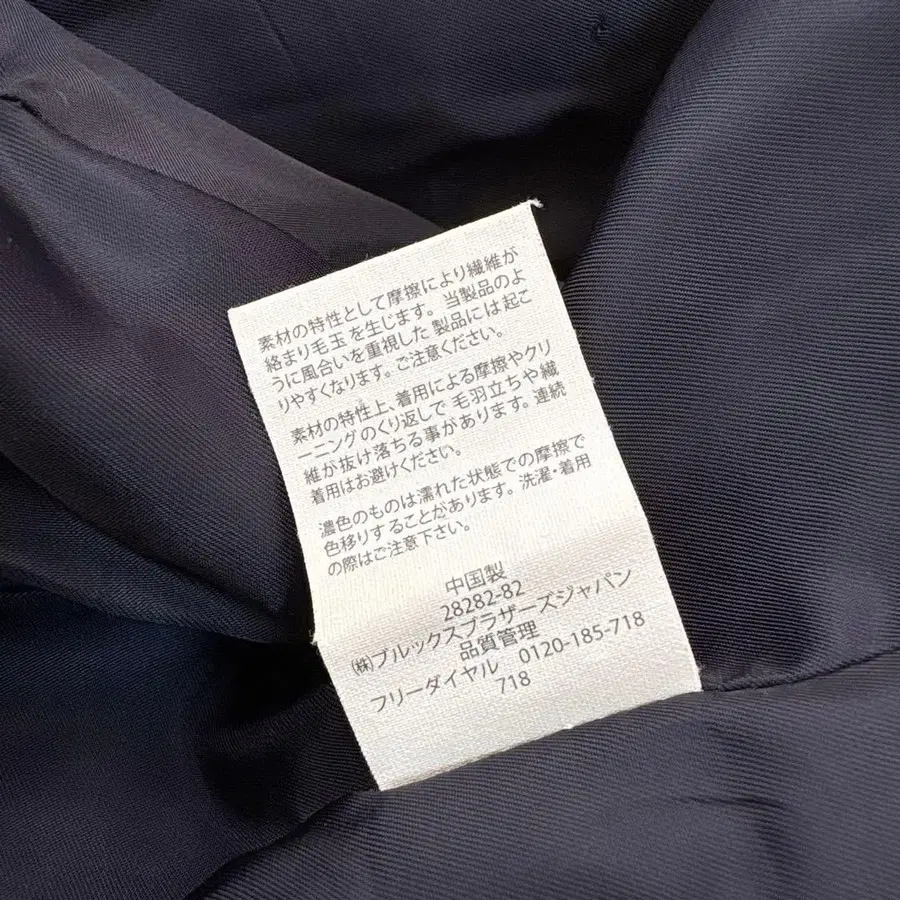 素材の特性として摩擦により繊維が
絡まり毛玉を生じます。当製品のよ
うに風合いを重視した製品には起こ
りやすくなります。ご注意ください。
素材の特性上、着用による摩擦やクリ
ーニングのくり返しで毛羽立ちや繊
維が抜け落ちる事があります。連続
着用はお避けください。
濃色のものは濡れた状態での摩擦で
色移りすることがあります。洗濯・着用
の際はご注意下さい。
中国製
28282-82
㈱ブルックスブラザーズジャパン
品質管理
フリーダイヤル 0120-185-718
718